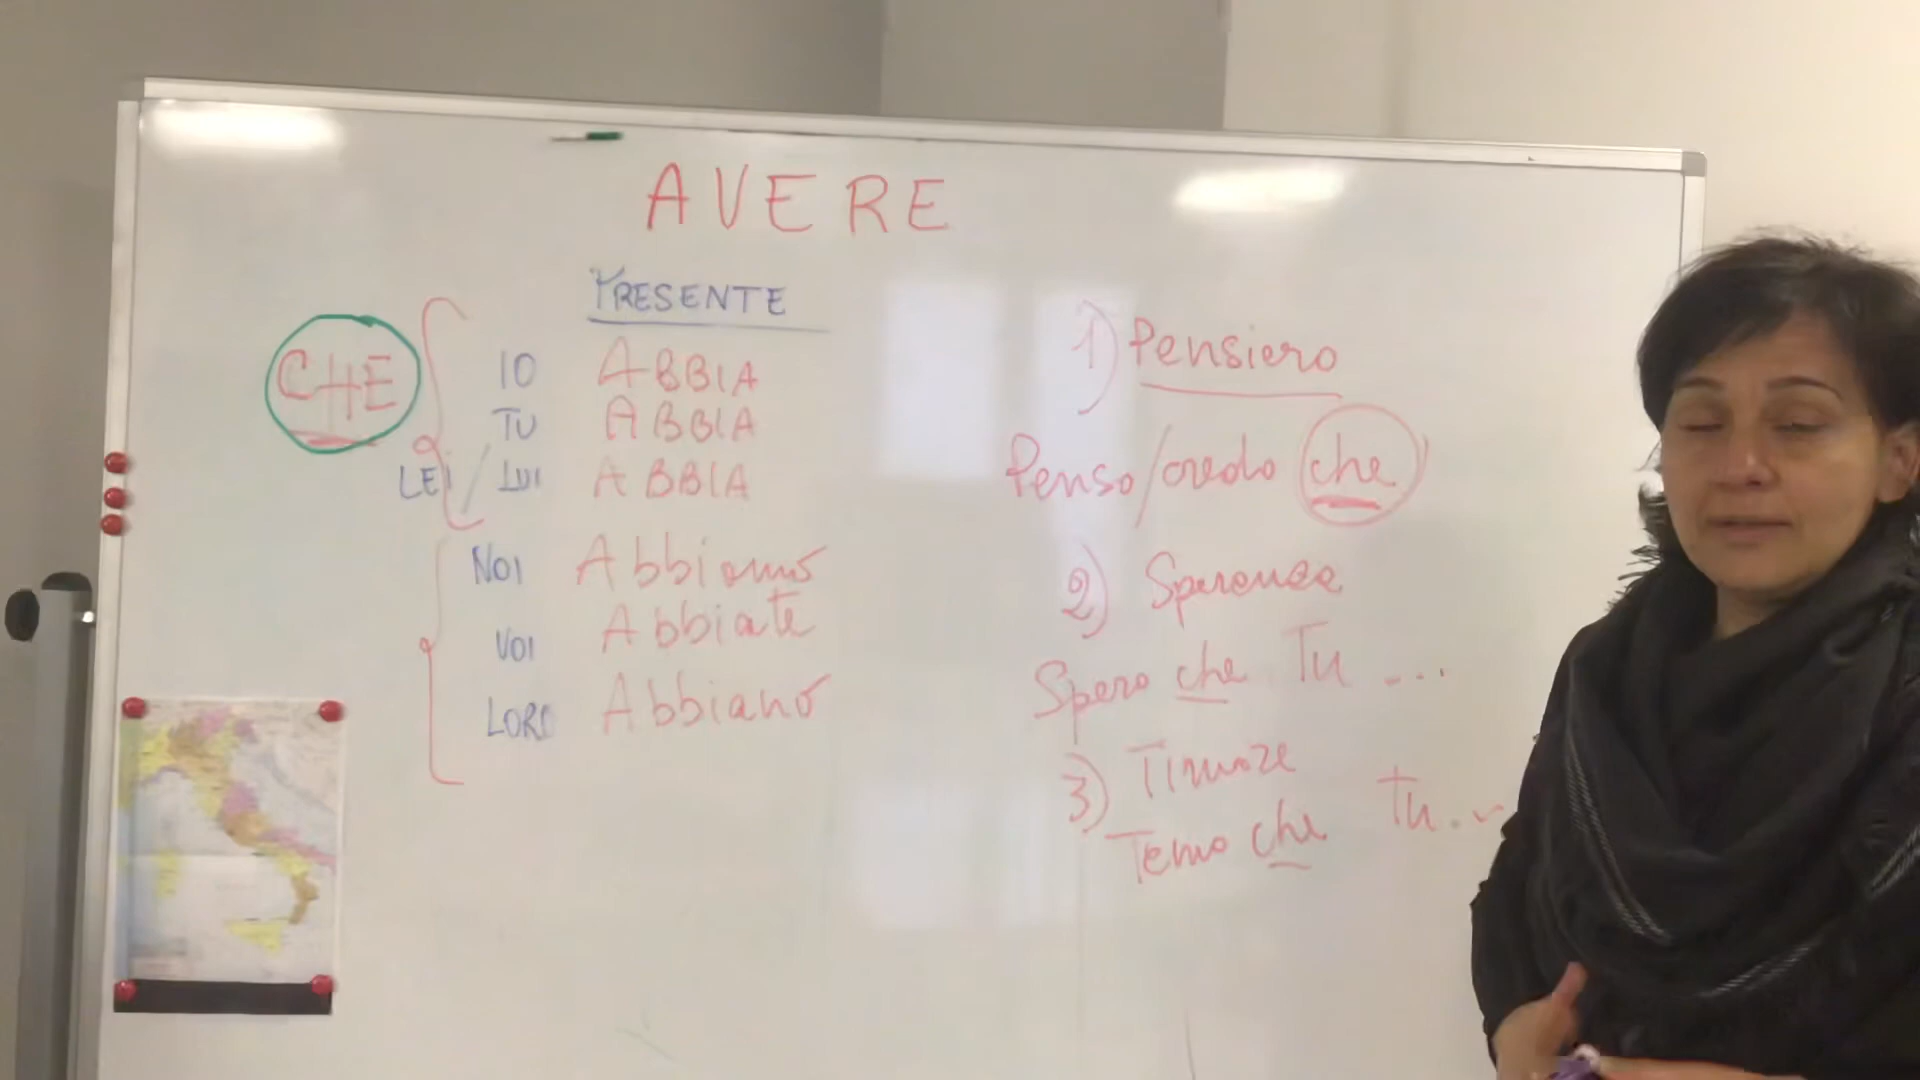 AVERE
PRESENTE
CHE
IO ABBIA
TU ABBIA
LEI / LUI ABBIA
NOI Abbiamo
VOI Abbiate
LORO Abbiano
1) Pensiero
Penso/credo che
2) Speranza
Spero che Tu ...
3) Timore
Temo che Tu...